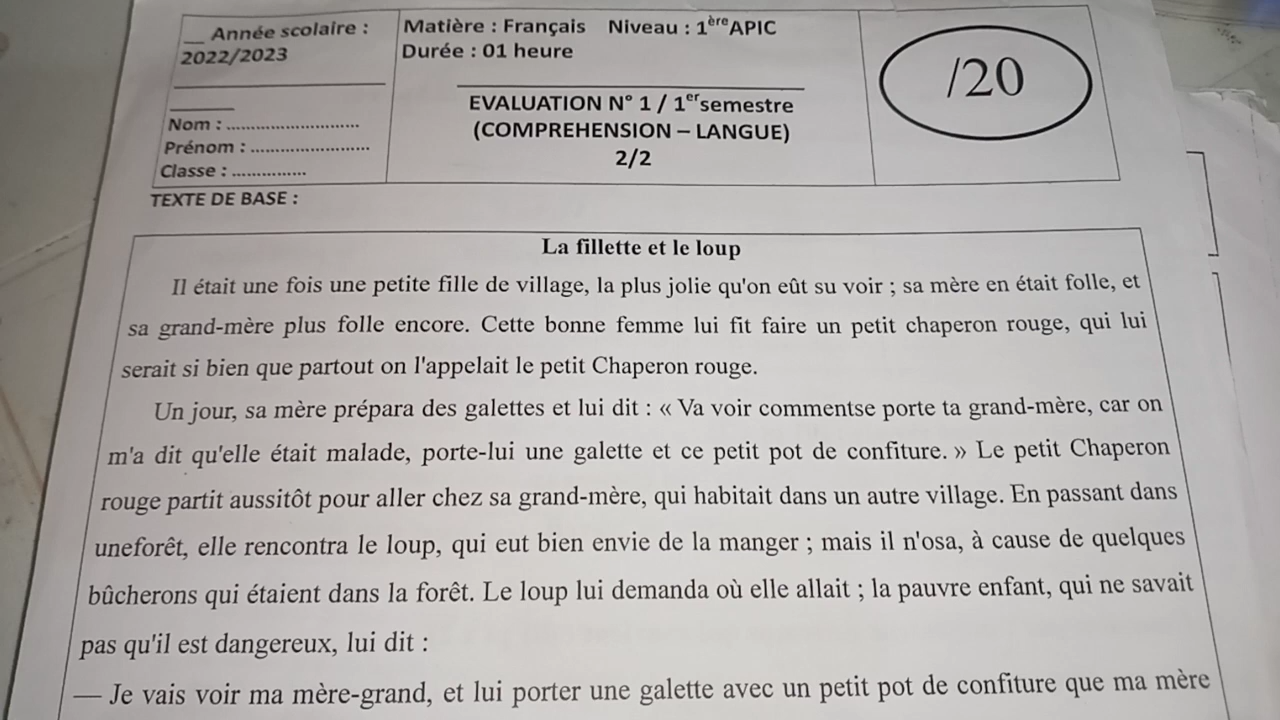 __ Année scolaire :
2022/2023
Nom : ............................
Prénom : .........................
Classe : ...............
Matière : Français Niveau : 1èreAPIC
Durée : 01 heure
EVALUATION N° 1 / 1ersemestre
(COMPREHENSION – LANGUE)
2/2
/20
TEXTE DE BASE :
La fillette et le loup
Il était une fois une petite fille de village, la plus jolie qu'on eût su voir ; sa mère en était folle, et
sa grand-mère plus folle encore. Cette bonne femme lui fit faire un petit chaperon rouge, qui lui
serait si bien que partout on l'appelait le petit Chaperon rouge.
Un jour, sa mère prépara des galettes et lui dit : « Va voir commentse porte ta grand-mère, car on
m'a dit qu'elle était malade, porte-lui une galette et ce petit pot de confiture. » Le petit Chaperon
rouge partit aussitôt pour aller chez sa grand-mère, qui habitait dans un autre village. En passant dans
uneforêt, elle rencontra le loup, qui eut bien envie de la manger ; mais il n'osa, à cause de quelques
bûcherons qui étaient dans la forêt. Le loup lui demanda où elle allait ; la pauvre enfant, qui ne savait
pas qu'il est dangereux, lui dit :
— Je vais voir ma mère-grand, et lui porter une galette avec un petit pot de confiture que ma mère